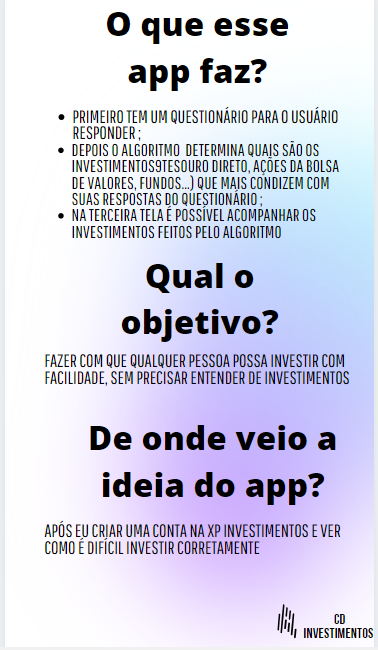 O que esse
app faz?
• PRIMEIRO TEM UM QUESTIONÁRIO PARA O USUÁRIO
RESPONDER ;
• DEPOIS O ALGORITMO DETERMINA QUAIS SÃO OS
INVESTIMENTOS9TESOURO DIRETO, AÇÕES DA BOLSA
DE VALORES, FUNDOS...) QUE MAIS CONDIZEM COM
SUAS RESPOSTAS DO QUESTIONÁRIO ;
• NA TERCEIRA TELA É POSSÍVEL ACOMPANHAR OS
INVESTIMENTOS FEITOS PELO ALGORITMO
Qual o
objetivo?
FAZER COM QUE QUALQUER PESSOA POSSA INVESTIR COM
FACILIDADE, SEM PRECISAR ENTENDER DE INVESTIMENTOS
De onde veio a
ideia do app?
APÓS EU CRIAR UMA CONTA NA XP INVESTIMENTOS E VER
COMO É DIFÍCIL INVESTIR CORRETAMENTE
CD
INVESTIMENTOS